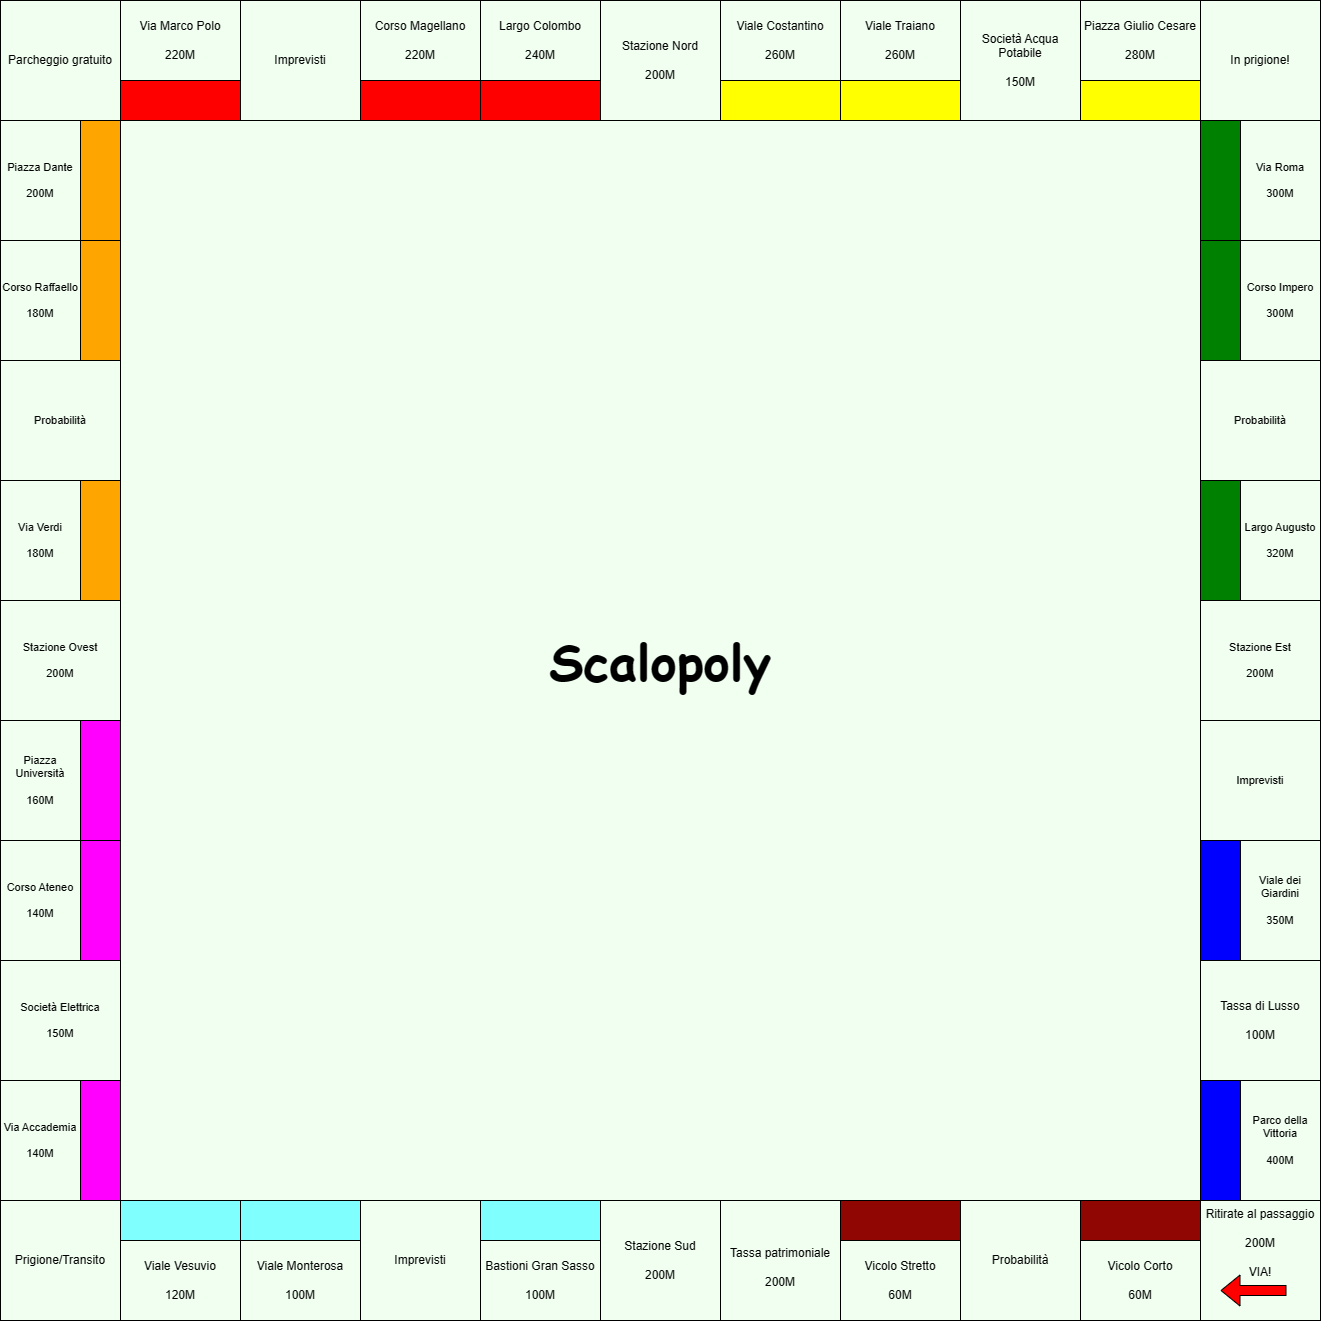 Parcheggio gratuito
Via Marco Polo
220M
Imprevisti
Corso Magellano
220M
Largo Colombo
240M
Stazione Nord
200M
Viale Costantino
260M
Viale Traiano
260M
Società Acqua
Potabile
150M
Piazza Giulio Cesare
280M
In prigione!
Piazza Dante
200M
Via Roma
300M
Corso Raffaello
180M
Corso Impero
300M
Probabilità
Probabilità
Via Verdi
180M
Largo Augusto
320M
Stazione Ovest
200M
Scalopoly
Stazione Est
200M
Piazza
Università
160M
Imprevisti
Corso Ateneo
140M
Viale dei
Giardini
350M
Società Elettrica
150M
Tassa di Lusso
100M
Via Accademia
140M
Parco della
Vittoria
400M
Prigione/Transito
Viale Vesuvio
120M
Viale Monterosa
100M
Imprevisti
Bastioni Gran Sasso
100M
Stazione Sud
200M
Tassa patrimoniale
200M
Vicolo Stretto
60M
Probabilità
Vicolo Corto
60M
Ritirate al passaggio
200M
VIA!